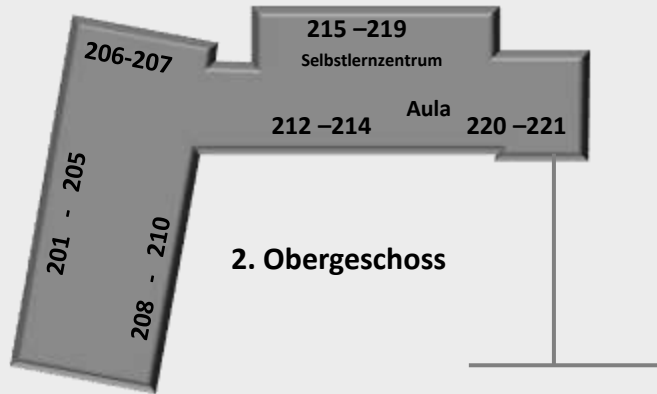 215 –219
Selbstlernzentrum
206-207
Aula
212 –214
220 –221
201 - 205
208 - 210
2. Obergeschoss